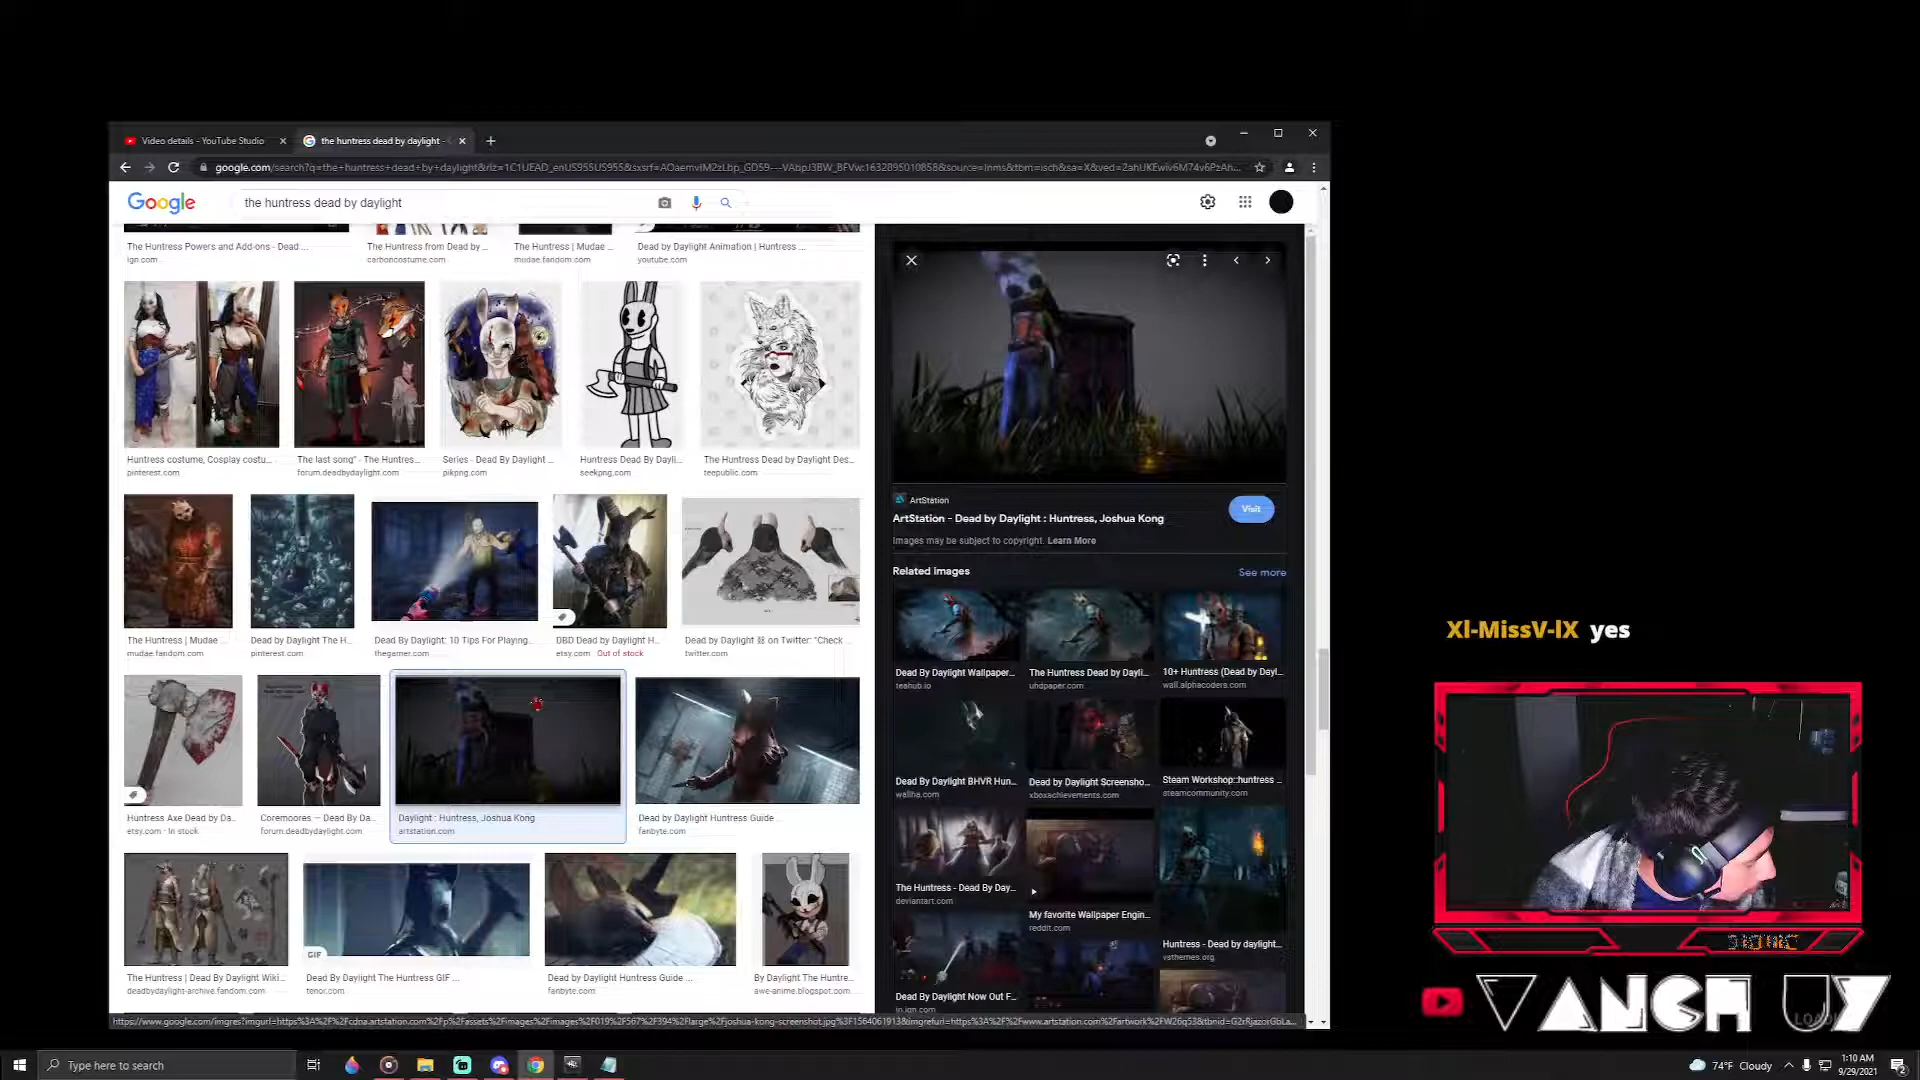 Video details - YouTube Studio
the huntress dead by daylight -
Google
the huntress dead by daylight
The Huntress Powers and Add-ons - Dead ...
ign.com
The Huntress from Dead by ...
carboncostume.com
The Huntress | Mudae ...
mudae.fandom.com
Dead by Daylight Animation | Huntress ...
youtube.com
Huntress costume, Cosplay costu...
pinterest.com
The last song" - The Huntres...
forum.deadbydaylight.com
Series - Dead By Daylight ...
pikpng.com
Huntress Dead By Dayli...
seekpng.com
The Huntress Dead by Daylight Des...
teepublic.com
The Huntress | Mudae ...
mudae.fandom.com
Dead by Daylight The H...
pinterest.com
Dead By Daylight: 10 Tips For Playing...
thegamer.com
DBD Dead by Daylight H...
etsy.com · Out of stock
Dead by Daylight ⛓ on Twitter: "Check ...
twitter.com
Huntress Axe Dead by Da...
etsy.com · In stock
Coremoores — Dead By Da...
forum.deadbydaylight.com
Daylight : Huntress, Joshua Kong
artstation.com
Dead by Daylight Huntress Guide ...
fanbyte.com
The Huntress | Dead By Daylight Wiki...
deadbydaylight-archive.fandom.com
GIF
Dead By Daylight The Huntress GIF ...
tenor.com
Dead by Daylight Huntress Guide ...
fanbyte.com
By Daylight The Huntre...
awe-anime.blogspot.com
ArtStation
ArtStation - Dead by Daylight : Huntress, Joshua Kong
Visit
Images may be subject to copyright. Learn More
Related images
See more
Dead By Daylight Wallpaper...
teahub.io
The Huntress Dead by Dayli...
uhdpaper.com
10+ Huntress (Dead by Dayl...
wall.alphacoders.com
Dead By Daylight BHVR Hun...
wallha.com
Dead by Daylight Screensho...
xboxachievements.com
Steam Workshop::huntress ...
steamcommunity.com
The Huntress - Dead By Day...
deviantart.com
My favorite Wallpaper Engin...
reddit.com
Huntress - Dead by daylight...
vsthemes.org
Dead By Daylight Now Out F...
Xl-MissV-lX yes
VANGH UY
Type here to search
74°F Cloudy
1:10 AM
9/29/2021